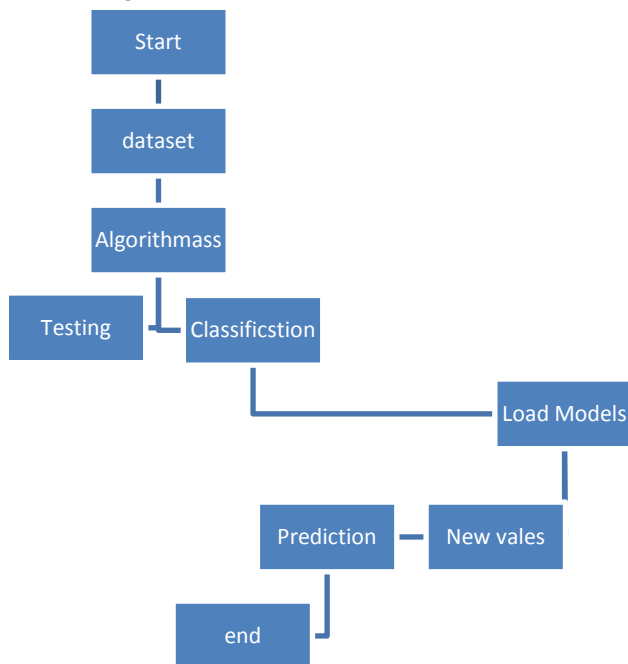 Start
dataset
Algorithmass
Testing
Classificstion
Load Models
Prediction
New vales
end